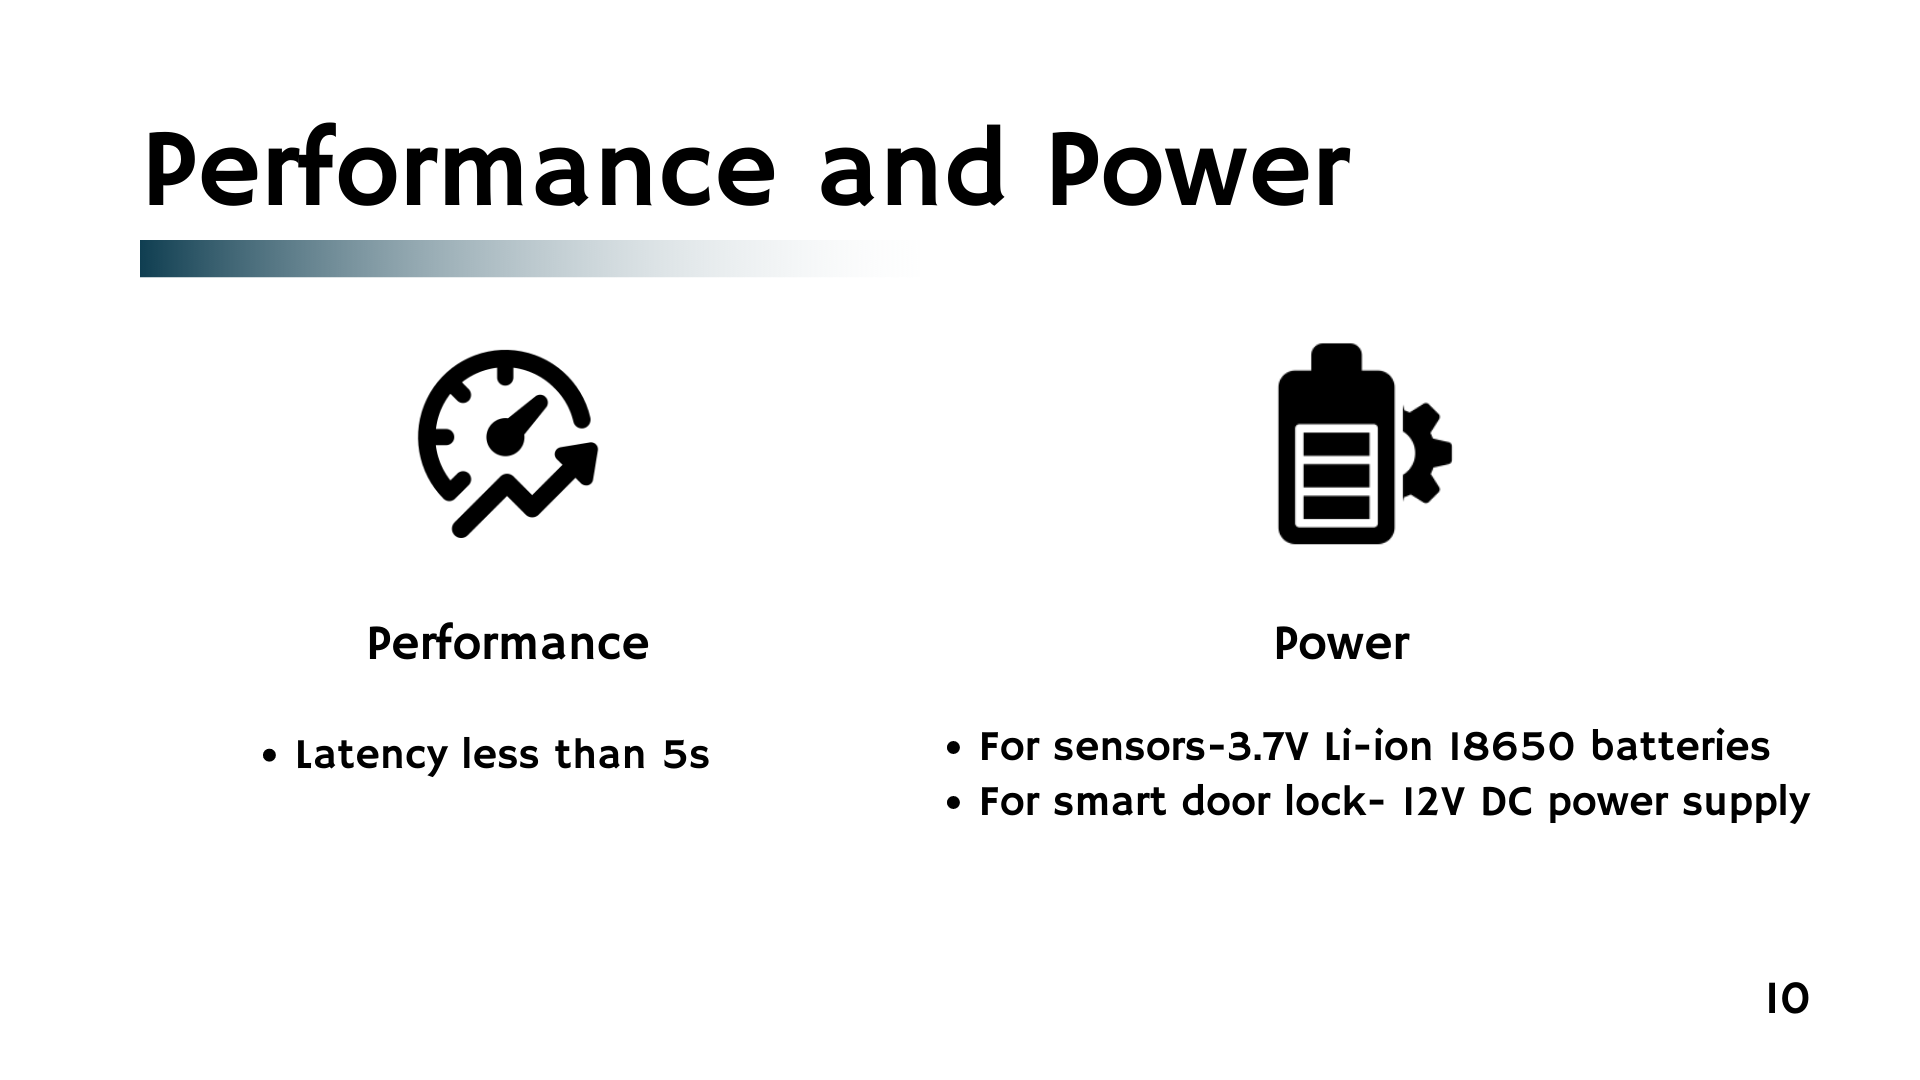 Performance and Power
Performance
• Latency less than 5s
Power
• For sensors-3.7V Li-ion 18650 batteries
• For smart door lock- 12V DC power supply
10